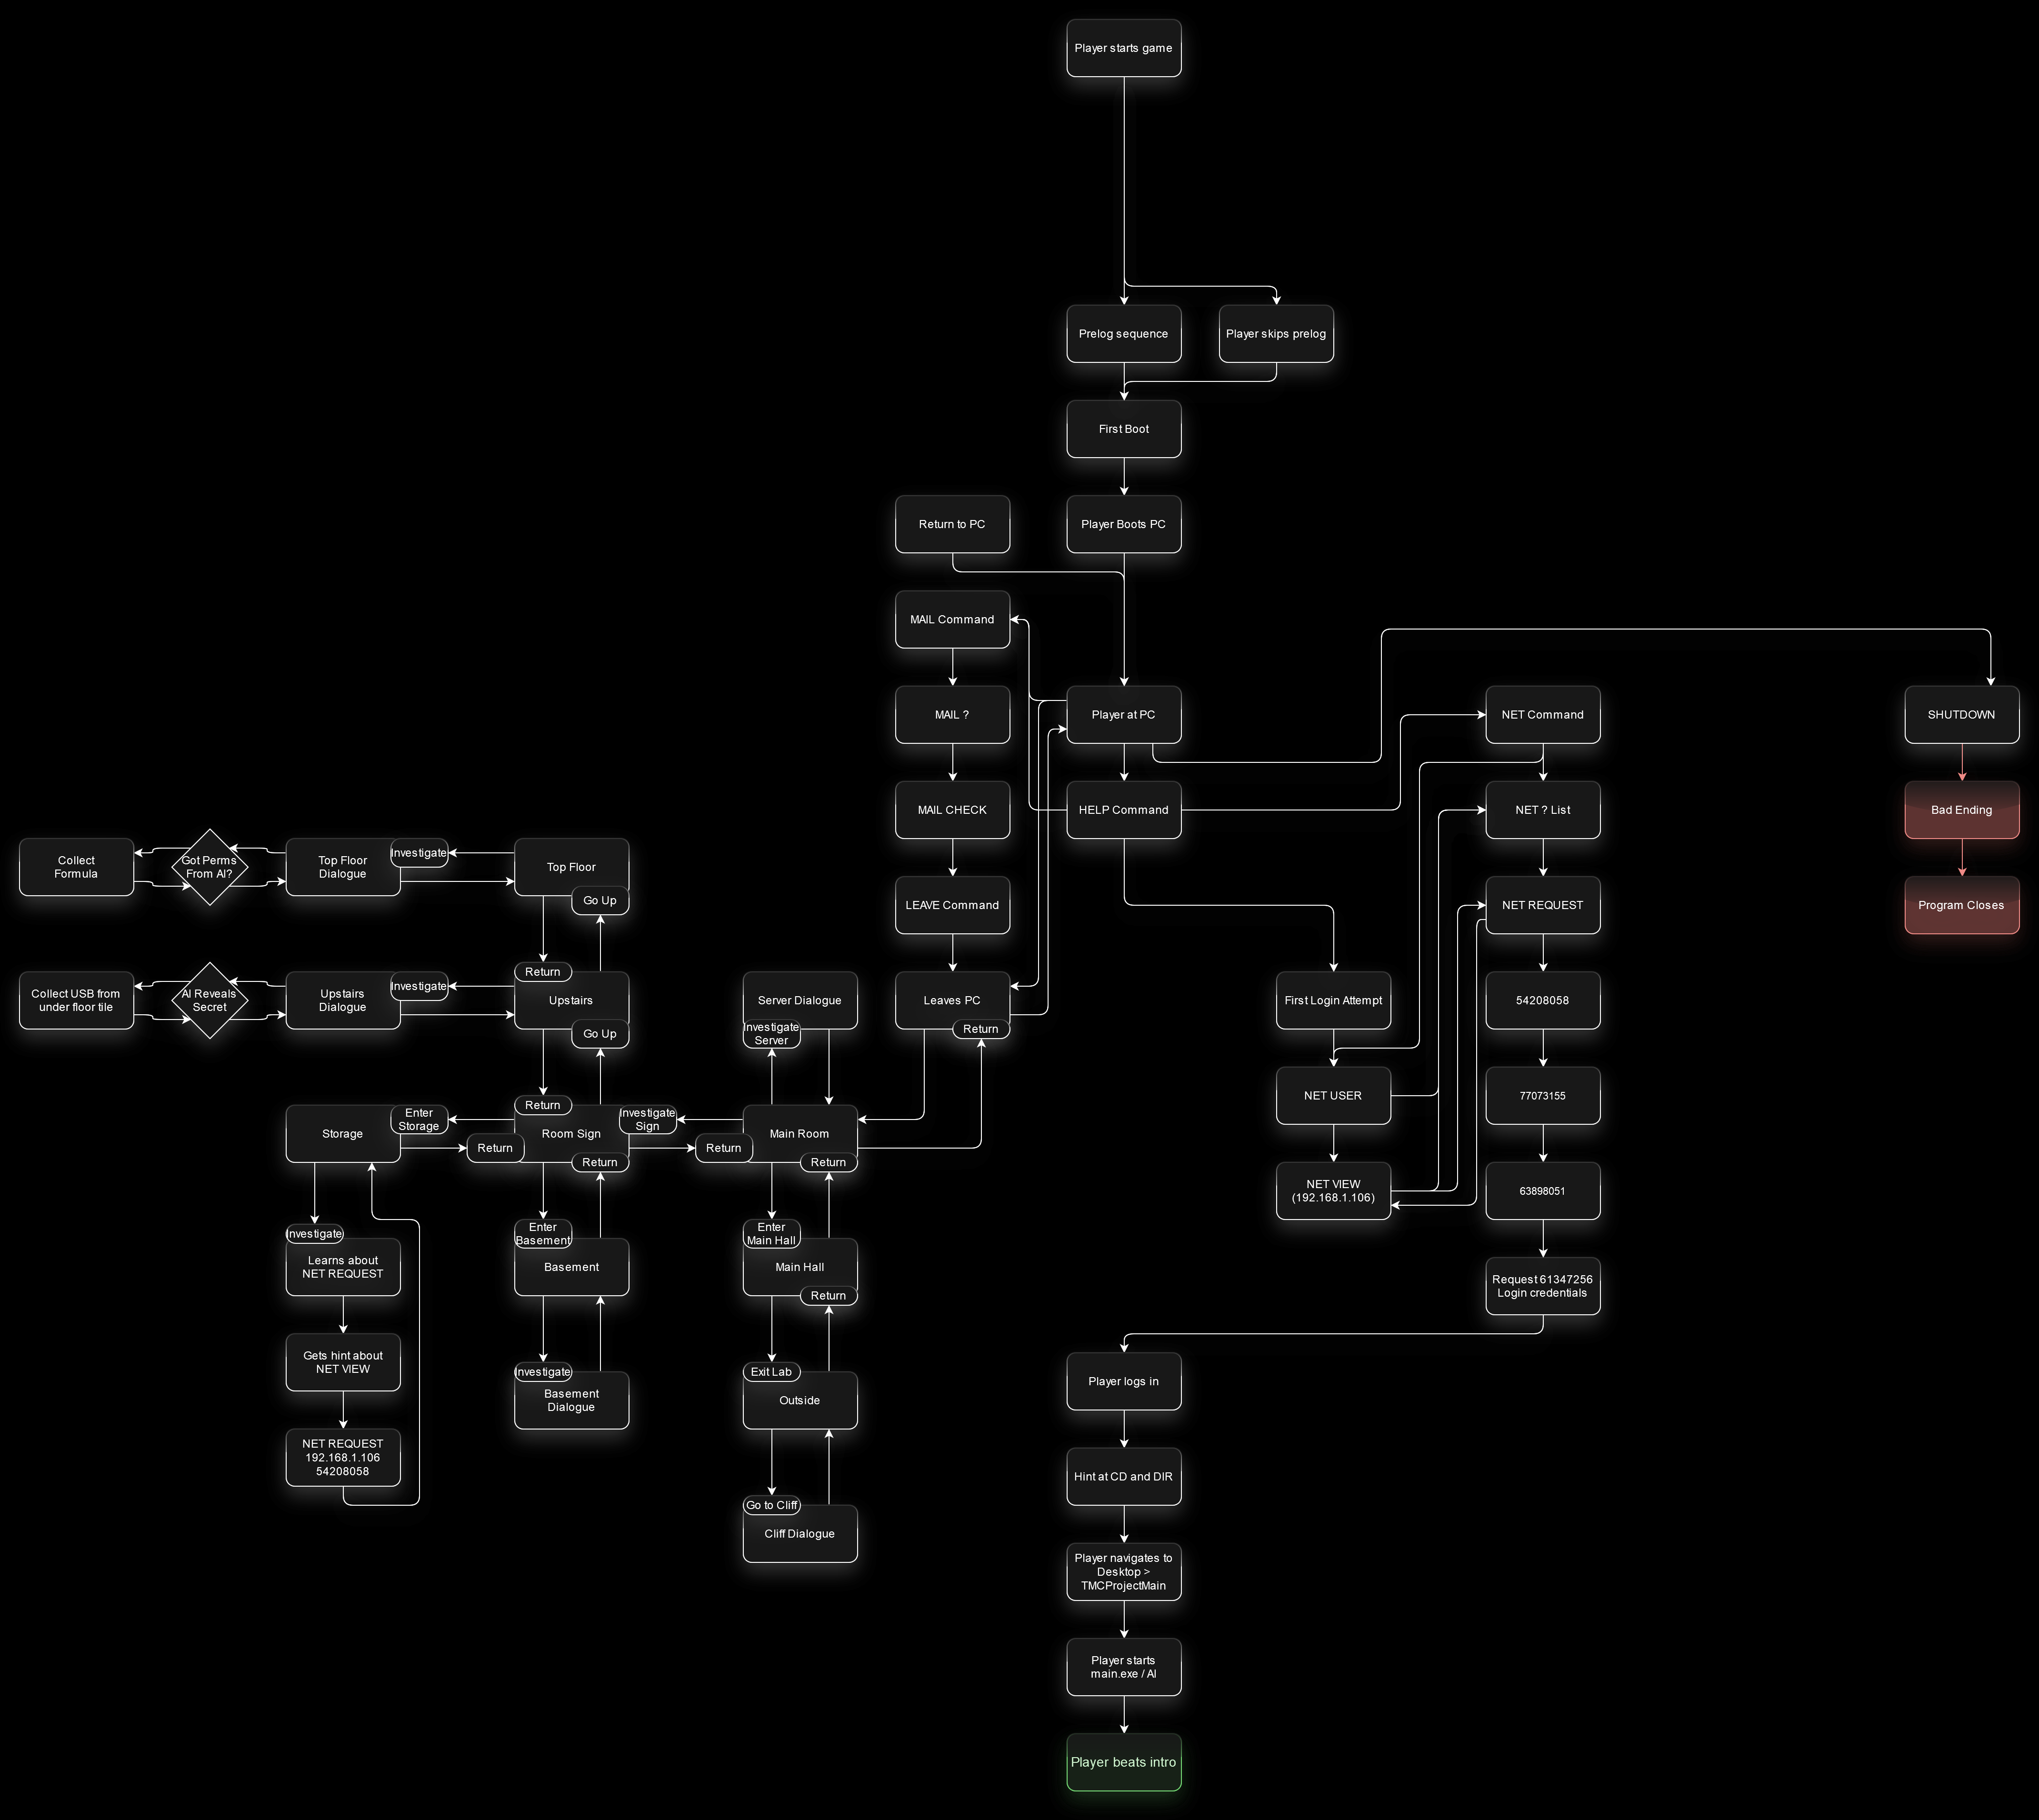 Player starts game
Prelog sequence
Player skips prelog
First Boot
Return to PC
Player Boots PC
MAIL Command
MAIL ?
Player at PC
NET Command
SHUTDOWN
MAIL CHECK
HELP Command
NET ? List
Bad Ending
Collect
Formula
Got Perms
From AI?
Top Floor
Dialogue
Investigate
Top Floor
Go Up
LEAVE Command
NET REQUEST
Program Closes
Collect USB from
under floor tile
AI Reveals
Secret
Upstairs
Dialogue
Investigate
Return
Upstairs
Go Up
Server Dialogue
Investigate
Server
Leaves PC
Return
First Login Attempt
54208058
NET USER
77073155
Storage
Enter
Storage
Return
Return
Room Sign
Return
Investigate
Sign
Return
Main Room
Return
NET VIEW
(192.168.1.106)
63898051
Investigate
Learns about
NET REQUEST
Enter
Basement
Basement
Enter
Main Hall
Main Hall
Return
Request 61347256
Login credentials
Gets hint about
NET VIEW
Investigate
Basement
Dialogue
Exit Lab
Outside
Player logs in
NET REQUEST
192.168.1.106
54208058
Go to Cliff
Cliff Dialogue
Hint at CD and DIR
Player navigates to
Desktop >
TMCProjectMain
Player starts
main.exe / AI
Player beats intro